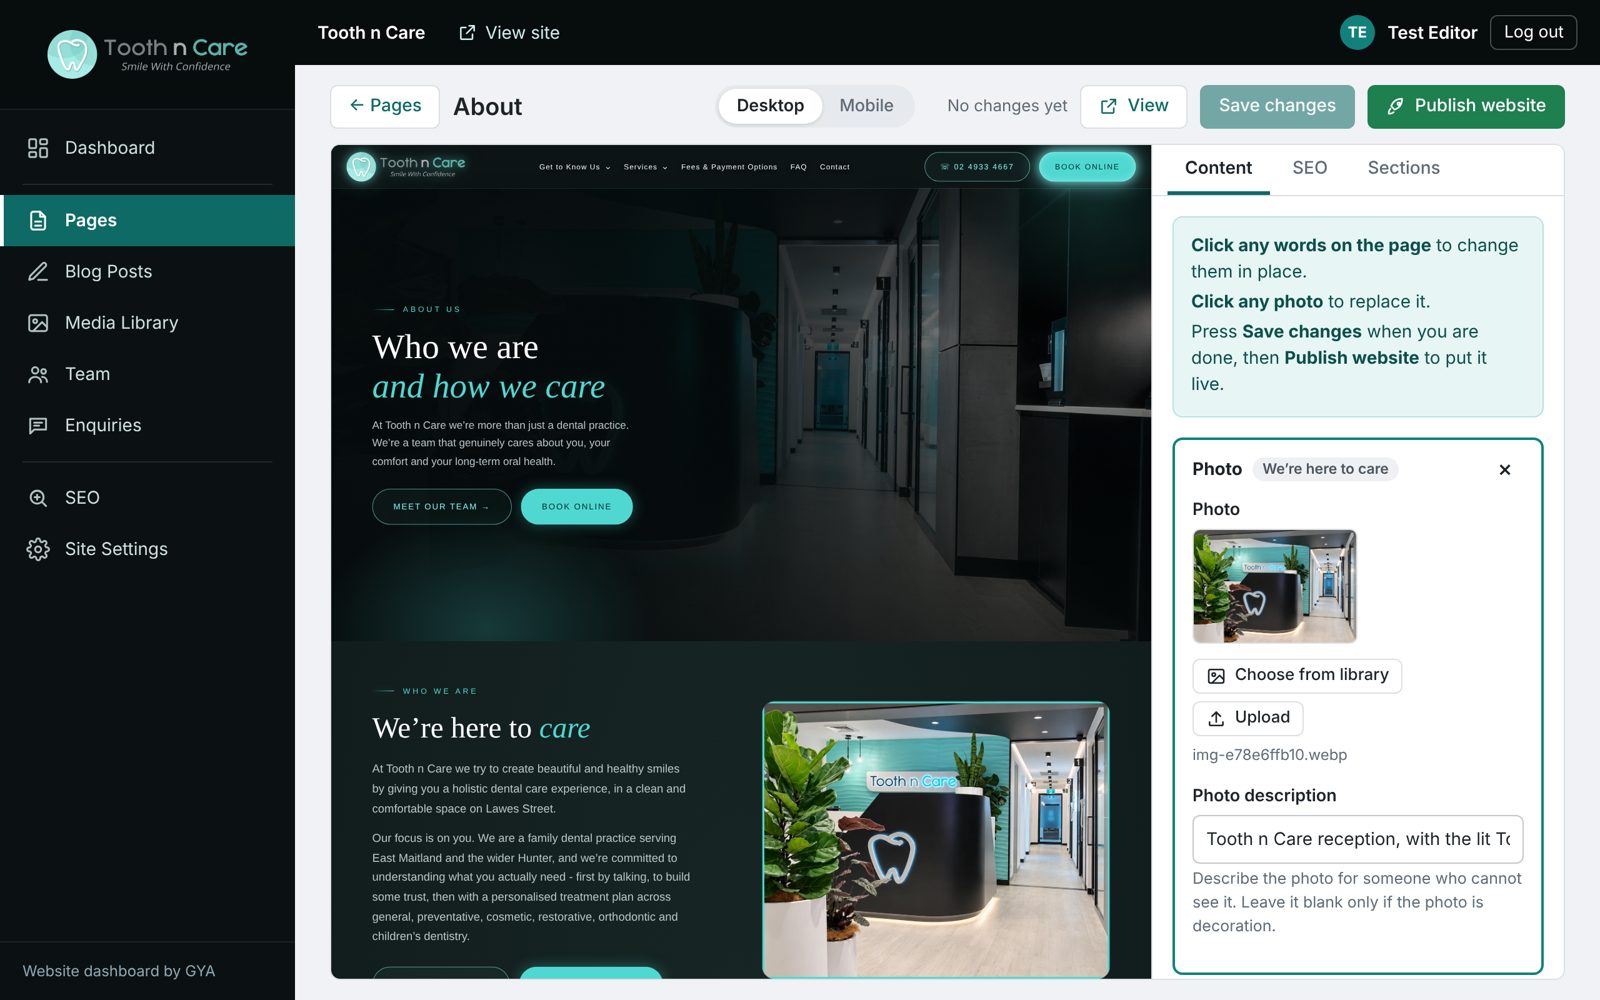 Tooth n Care
Smile With Confidence
Tooth n Care
View site
TE
Test Editor
Log out
Dashboard
Pages
Blog Posts
Media Library
Team
Enquiries
SEO
Site Settings
Website dashboard by GYA
← Pages
About
Desktop
Mobile
No changes yet
View
Save changes
Publish website
Tooth n Care
Smile With Confidence
Get to Know Us
Services
Fees & Payment Options
FAQ
Contact
☏ 02 4933 4667
BOOK ONLINE
ABOUT US
Who we are
and how we care
At Tooth n Care we're more than just a dental practice.
We're a team that genuinely cares about you, your
comfort and your long-term oral health.
MEET OUR TEAM →
BOOK ONLINE
WHO WE ARE
We’re here to care
At Tooth n Care we try to create beautiful and healthy smiles
by giving you a holistic dental care experience, in a clean and
comfortable space on Lawes Street.
Our focus is on you. We are a family dental practice serving
East Maitland and the wider Hunter, and we’re committed to
understanding what you actually need - first by talking, to build
some trust, then with a personalised treatment plan across
general, preventative, cosmetic, restorative, orthodontic and
children’s dentistry.
Tooth n Care
Content
SEO
Sections
Click any words on the page to change
them in place.
Click any photo to replace it.
Press Save changes when you are
done, then Publish website to put it
live.
Photo
We’re here to care
Photo
Tooth n Care
Choose from library
Upload
img-e78e6ffb10.webp
Photo description
Tooth n Care reception, with the lit To
Describe the photo for someone who cannot
see it. Leave it blank only if the photo is
decoration.